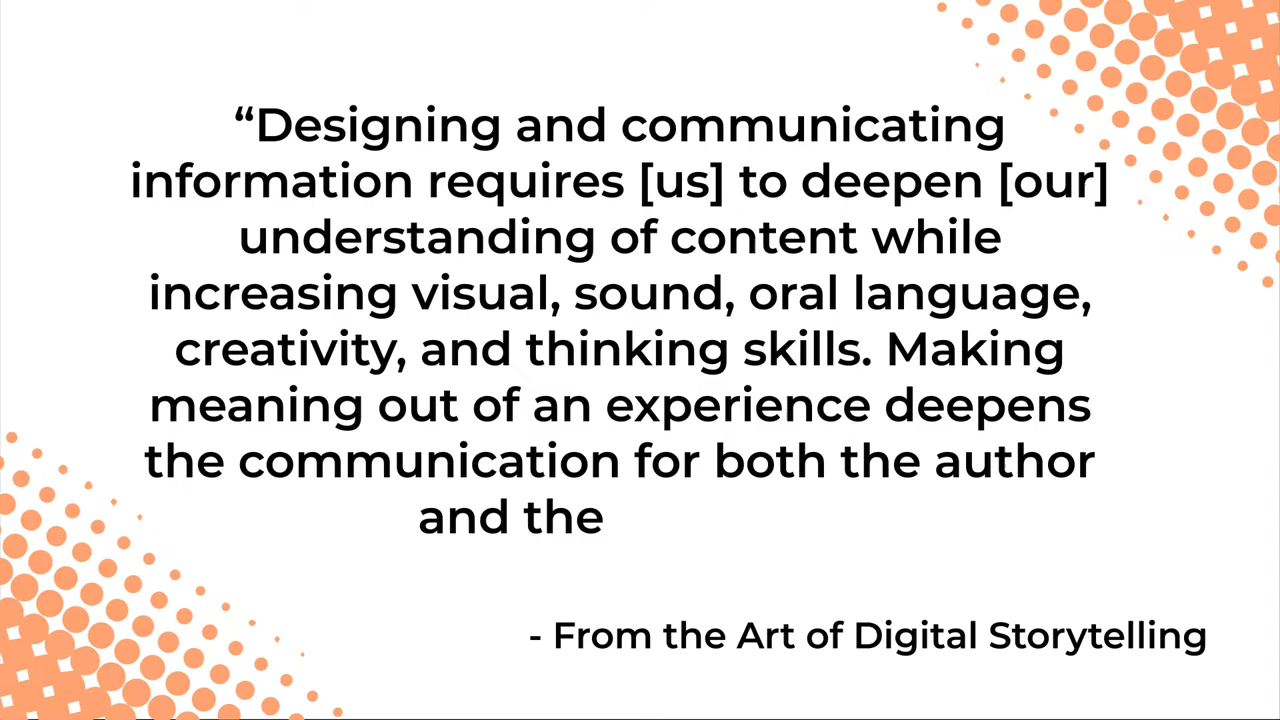 “Designing and communicating
information requires [us] to deepen [our]
understanding of content while
increasing visual, sound, oral language,
creativity, and thinking skills. Making
meaning out of an experience deepens
the communication for both the author
and the
- From the Art of Digital Storytelling